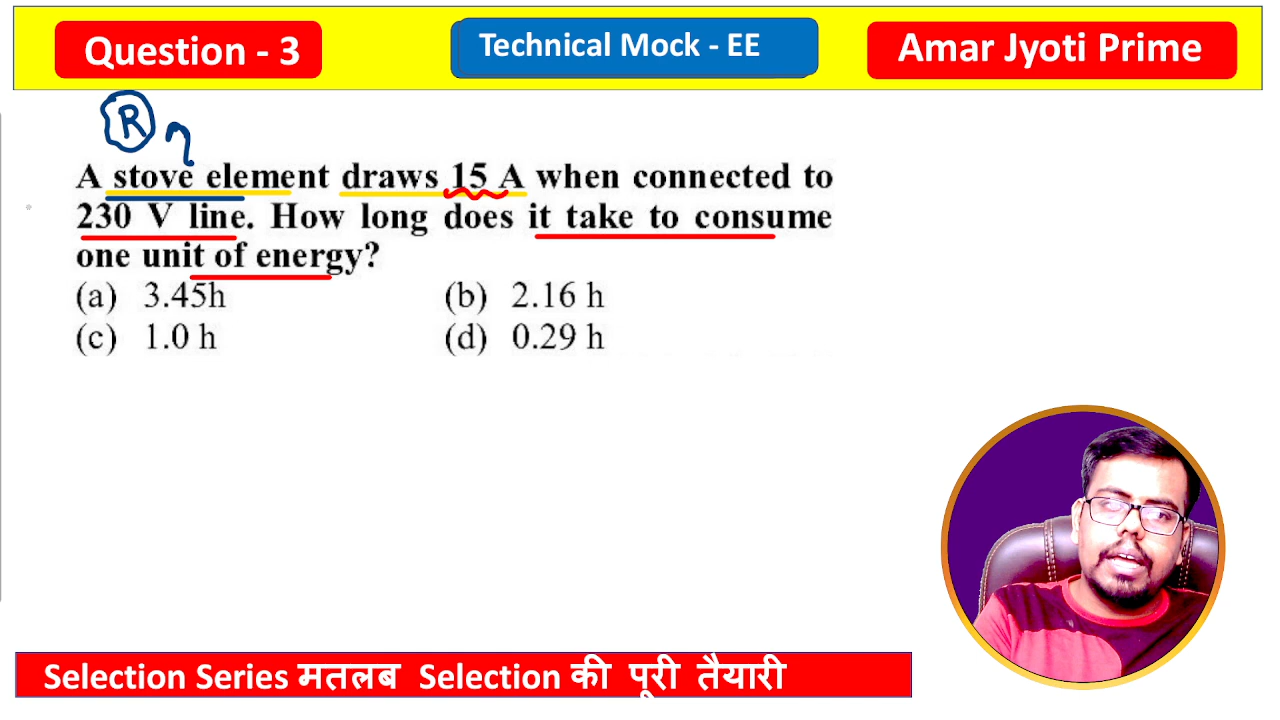 Question - 3
Technical Mock - EE
Amar Jyoti Prime
R
A stove element draws 15 A when connected to
230 V line. How long does it take to consume
one unit of energy?
(a) 3.45h (b) 2.16 h
(c) 1.0 h (d) 0.29 h
Selection Series मतलब Selection की पूरी तैयारी